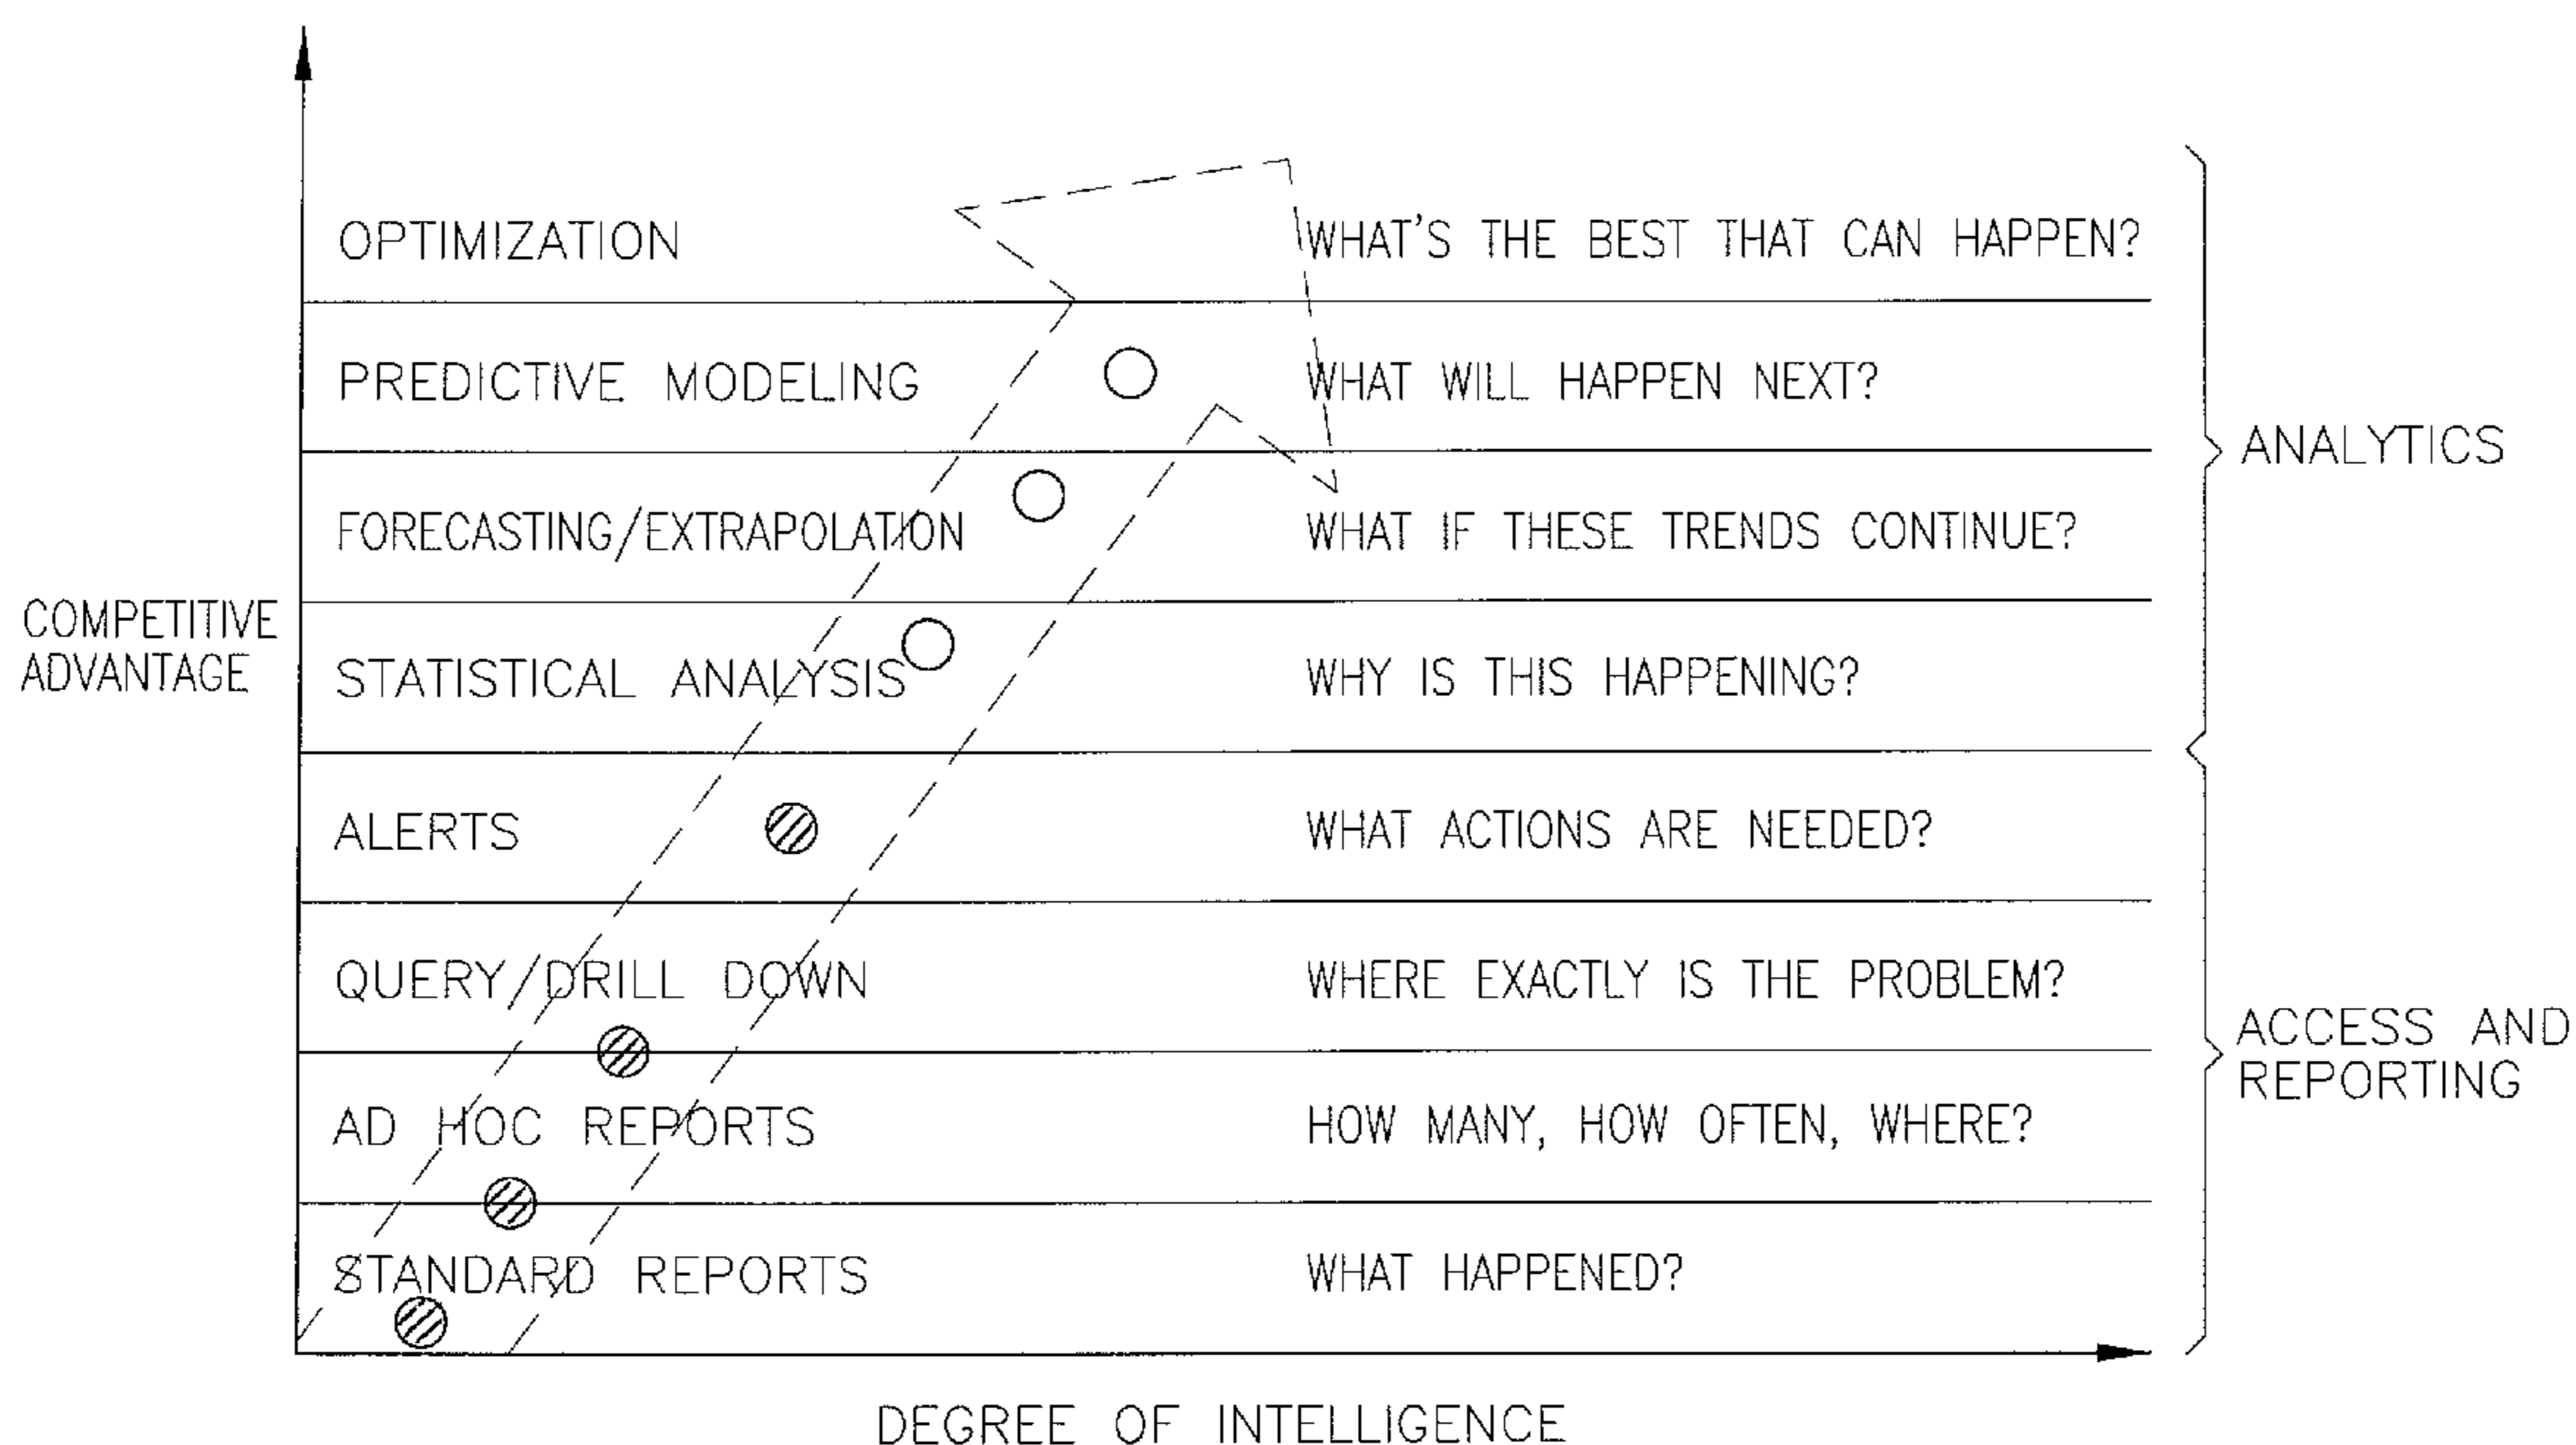 OPTIMIZATION
WHAT'S THE BEST THAT CAN HAPPEN?
PREDICTIVE MODELING
WHAT WILL HAPPEN NEXT?
ANALYTICS
FORECASTING/EXTRAPOLATION
WHAT IF THESE TRENDS CONTINUE?
COMPETITIVE
ADVANTAGE
STATISTICAL ANALYSIS
WHY IS THIS HAPPENING?
ALERTS
WHAT ACTIONS ARE NEEDED?
QUERY/DRILL DOWN
WHERE EXACTLY IS THE PROBLEM?
ACCESS AND
REPORTING
AD HOC REPORTS
HOW MANY, HOW OFTEN, WHERE?
STANDARD REPORTS
WHAT HAPPENED?
DEGREE OF INTELLIGENCE